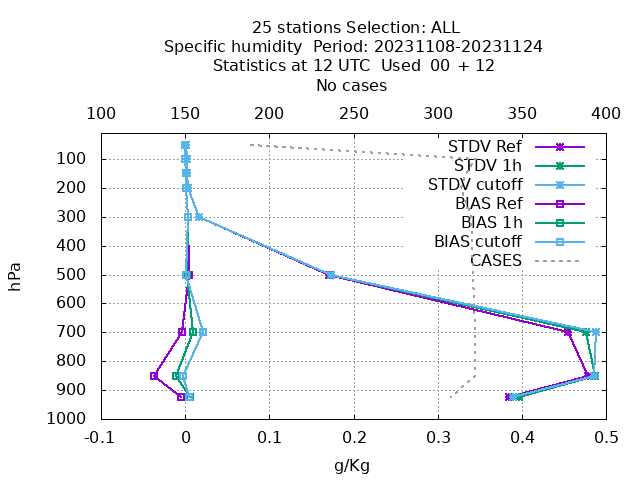 25 stations Selection: ALL
Specific humidity  Period: 20231108-20231124
Statistics at 12 UTC  Used  00 + 12
No cases
100 150 200 250 300 350 400
STDV Ref
STDV 1h
STDV cutoff
BIAS Ref
BIAS 1h
BIAS cutoff
CASES
hPa
100
200
300
400
500
600
700
800
900
1000
-0.1 0 0.1 0.2 0.3 0.4 0.5
g/Kg